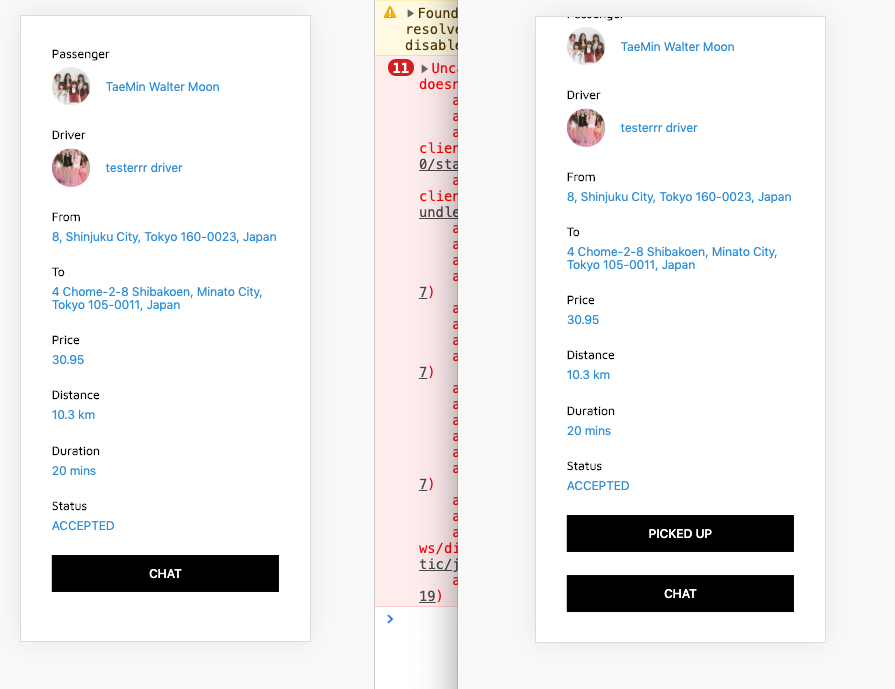 Passenger
TaeMin Walter Moon
Driver
testerrr driver
From
8, Shinjuku City, Tokyo 160-0023, Japan
To
4 Chome-2-8 Shibakoen, Minato City,
Tokyo 105-0011, Japan
Price
30.95
Distance
10.3 km
Duration
20 mins
Status
ACCEPTED
CHAT
Found
resolve
disable
11
Unca
doesn
a
a
a
clien
0/sta
a
clien
undle
a
a
a
a
7)
a
a
a
a
7)
a
a
a
a
a
a
7)
a
a
a
ws/di
tic/j
a
19)
Passenger
TaeMin Walter Moon
Driver
testerrr driver
From
8, Shinjuku City, Tokyo 160-0023, Japan
To
4 Chome-2-8 Shibakoen, Minato City,
Tokyo 105-0011, Japan
Price
30.95
Distance
10.3 km
Duration
20 mins
Status
ACCEPTED
PICKED UP
CHAT